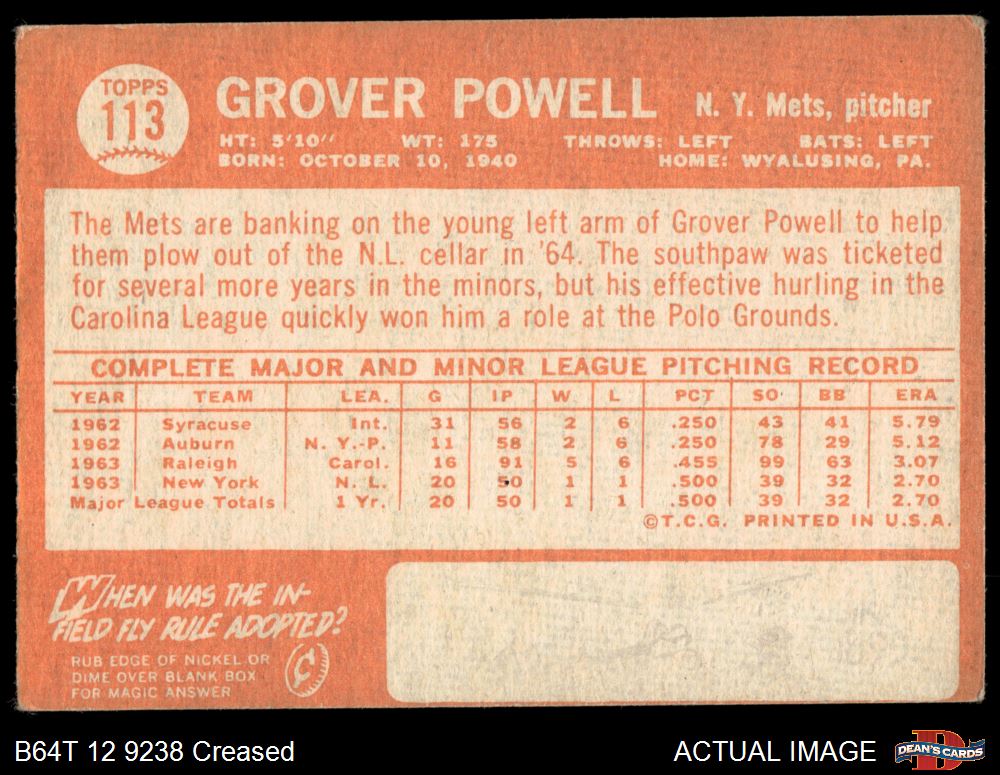 TOPPS
113
GROVER POWELL N. Y. Mets, pitcher
HT: 5'10" WT: 175 THROWS: LEFT BATS: LEFT
BORN: OCTOBER 10, 1940 HOME: WYALUSING, PA.
The Mets are banking on the young left arm of Grover Powell to help
them plow out of the N.L. cellar in '64. The southpaw was ticketed
for several more years in the minors, but his effective hurling in the
Carolina League quickly won him a role at the Polo Grounds.
COMPLETE MAJOR AND MINOR LEAGUE PITCHING RECORD
YEAR TEAM LEA. G IP W L PCT SO BB ERA
1962 Syracuse Int. 31 56 2 6 .250 43 41 5.79
1962 Auburn N. Y.-P. 11 58 2 6 .250 78 29 5.12
1963 Raleigh Carol. 16 91 5 6 .455 99 63 3.07
1963 New York N. L. 20 50 1 1 .500 39 32 2.70
Major League Totals 1 Yr. 20 50 1 1 .500 39 32 2.70
©T.C.G. PRINTED IN U.S.A.
WHEN WAS THE IN-
FIELD FLY RULE ADOPTED?
RUB EDGE OF NICKEL OR
DIME OVER BLANK BOX
FOR MAGIC ANSWER
B64T 12 9238 Creased ACTUAL IMAGE DEAN'S CARDS